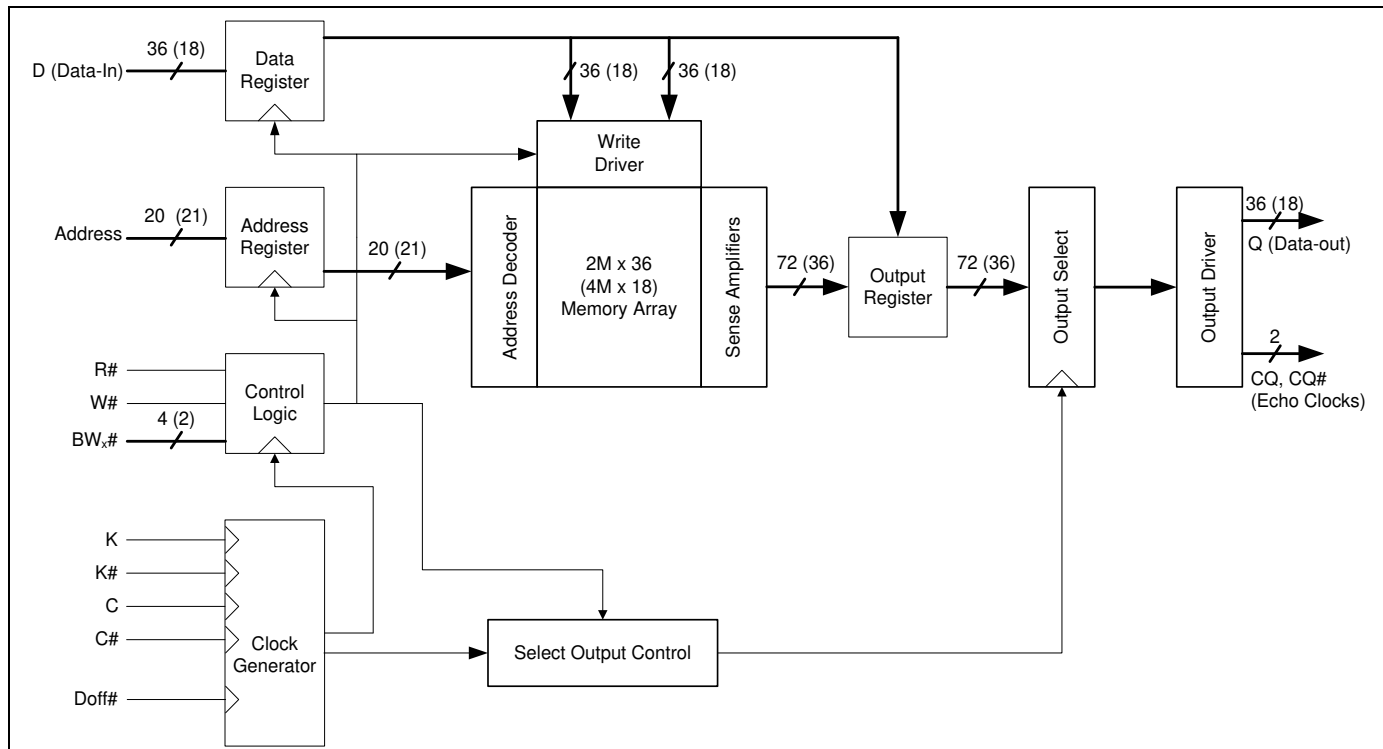 D (Data-In)
36 (18)
Data
Register
36 (18)
36 (18)
Write
Driver
Address
20 (21)
Address
Register
20 (21)
Address Decoder
2M x 36
(4M x 18)
Memory Array
Sense Amplifiers
72 (36)
Output
Register
72 (36)
Output Select
Output Driver
36 (18)
Q (Data-out)
2
CQ, CQ#
(Echo Clocks)
R#
W#
4 (2)
BWx#
Control
Logic
K
K#
C
C#
Doff#
Clock
Generator
Select Output Control